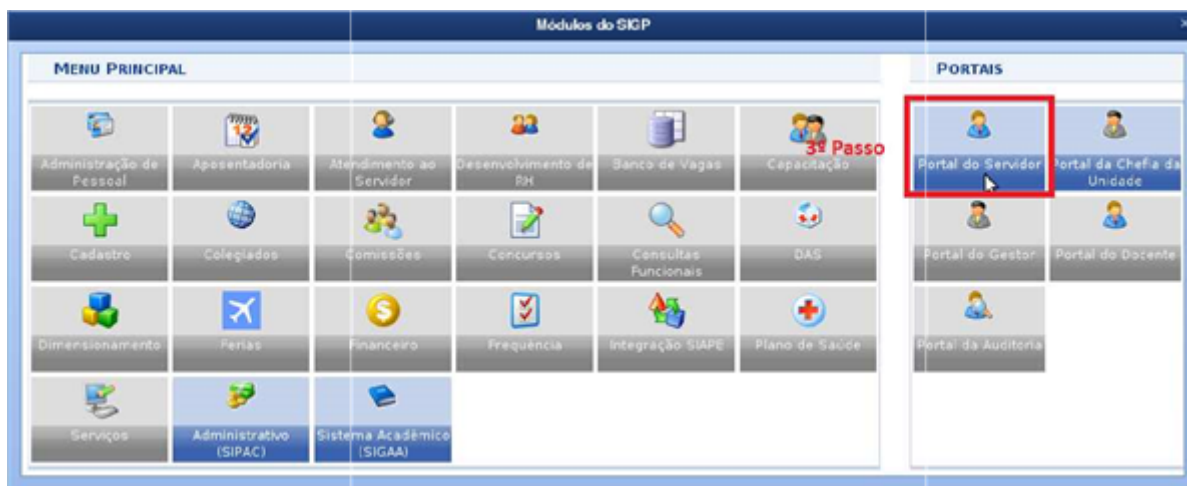 Módulos do SIGP
MENU PRINCIPAL
PORTAIS
Administração de
Pessoal
Aposentadoria
Atendimento ao
Servidor
Desenvolvimento de
RH
Banco de Vagas
Capacitação
3º Passo
Portal do Servidor
Portal da Chefia da
Unidade
Cadastro
Colegiados
Comissões
Concursos
Consultas
Funcionais
DAS
Portal do Gestor
Portal do Docente
Dimensionamento
Ferias
Financeiro
Frequência
Integração SIAPE
Plano de Saúde
Portal da Auditoria
Serviços
Administrativo
(SIPAC)
Sistema Acadêmico
(SIGAA)